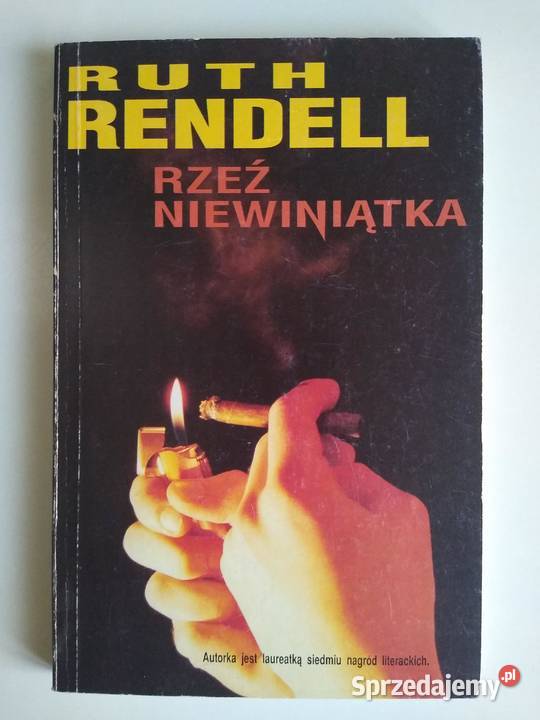 RUTH
RENDELL
RZEŹ
NIEWINIĄTKA
Autorka jest laureatką siedmiu nagród literackich.
Sprzedajemy.pl